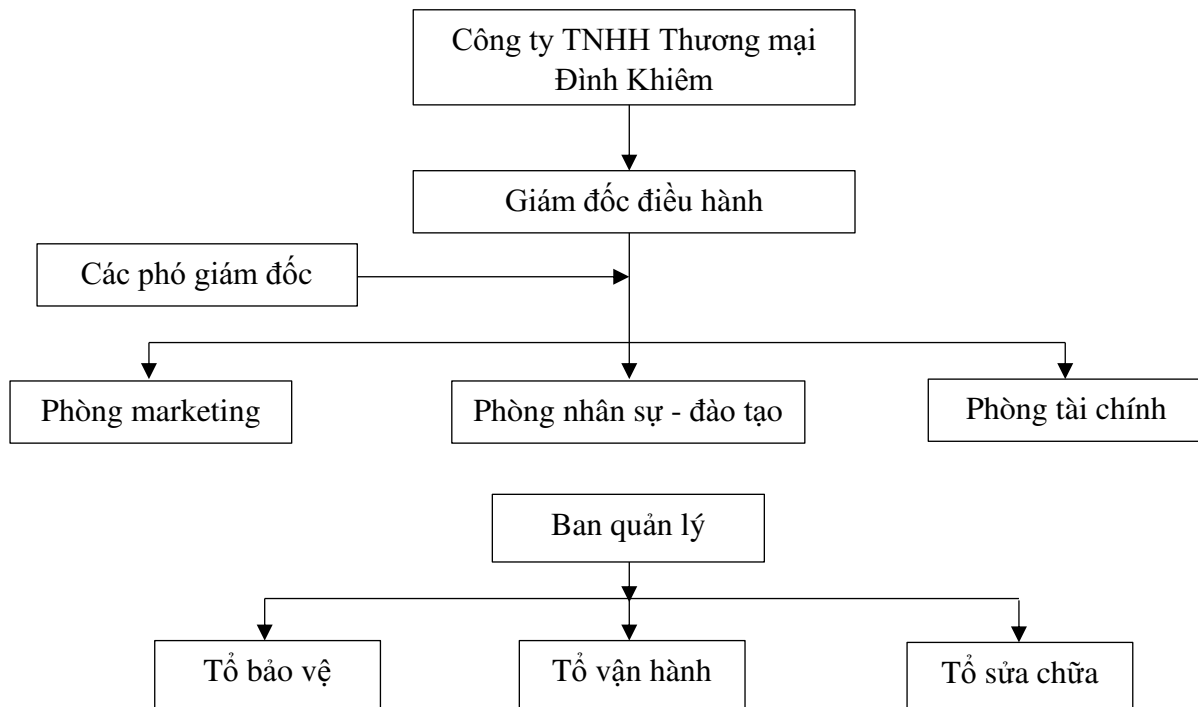 Công ty TNHH Thương mại
Đình Khiêm
Giám đốc điều hành
Các phó giám đốc
Phòng marketing
Phòng nhân sự - đào tạo
Phòng tài chính
Ban quản lý
Tổ bảo vệ
Tổ vận hành
Tổ sửa chữa